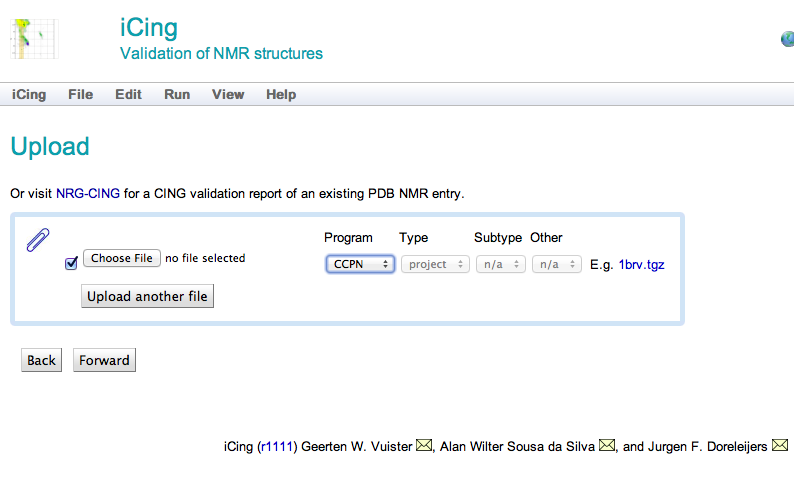 iCing
Validation of NMR structures
iCing File Edit Run View Help
Upload
Or visit NRG-CING for a CING validation report of an existing PDB NMR entry.
Program Type Subtype Other
Choose File no file selected CCPN project n/a n/a E.g. 1brv.tgz
Upload another file
Back Forward
iCing (r1111) Geerten W. Vuister , Alan Wilter Sousa da Silva , and Jurgen F. Doreleijers